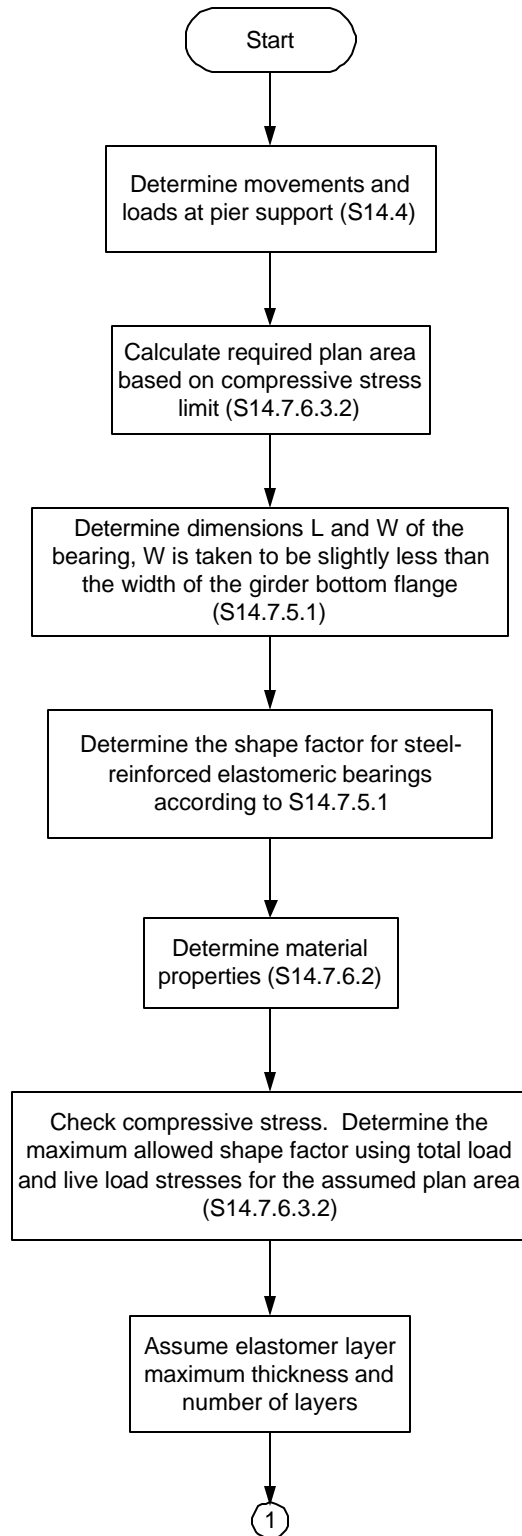 Start
Determine movements and
loads at pier support (S14.4)
Calculate required plan area
based on compressive stress
limit (S14.7.6.3.2)
Determine dimensions L and W of the
bearing, W is taken to be slightly less than
the width of the girder bottom flange
(S14.7.5.1)
Determine the shape factor for steel-
reinforced elastomeric bearings
according to S14.7.5.1
Determine material
properties (S14.7.6.2)
Check compressive stress.  Determine the
maximum allowed shape factor using total load
and live load stresses for the assumed plan area
(S14.7.6.3.2)
Assume elastomer layer
maximum thickness and
number of layers
1